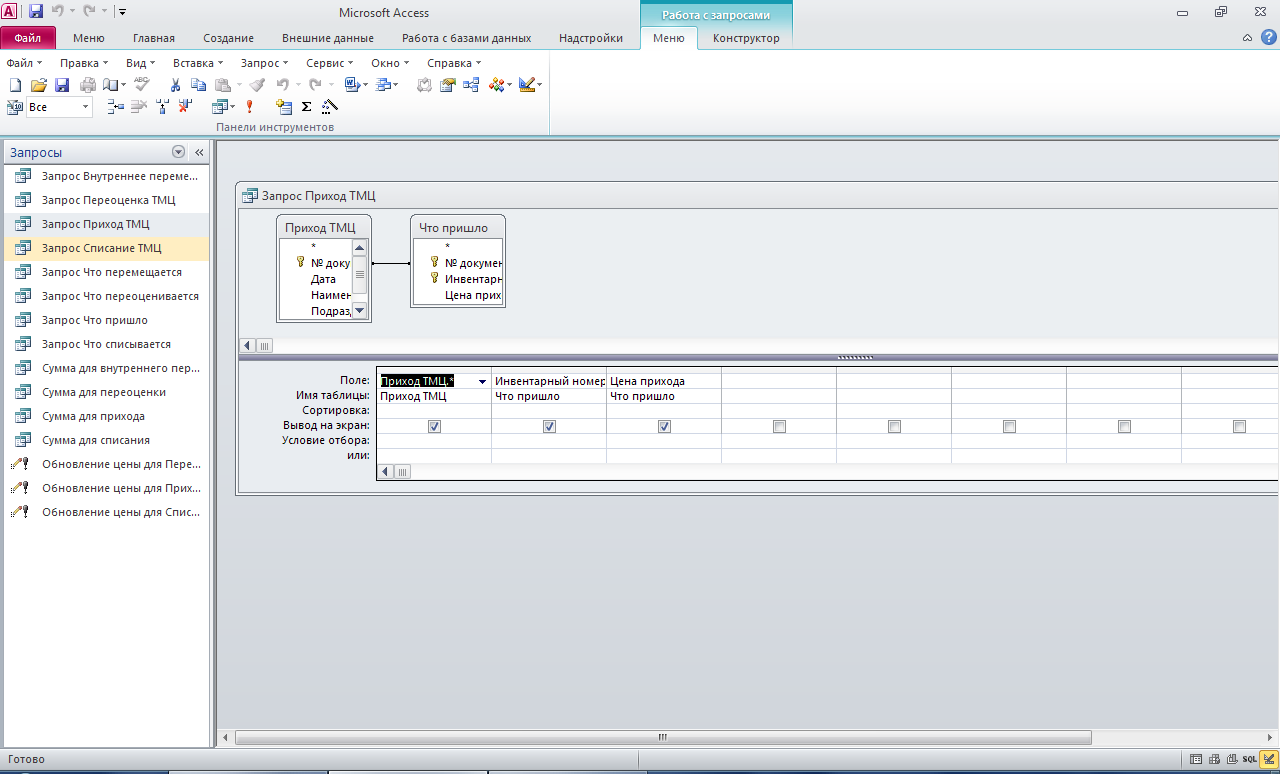 Microsoft Access
Работа с запросами
Файл Меню Главная Создание Внешние данные Работа с базами данных Надстройки Меню Конструктор
Файл Правка Вид Вставка Запрос Сервис Окно Справка
Все
Панели инструментов
Запросы
Запрос Внутреннее переме...
Запрос Переоценка ТМЦ
Запрос Приход ТМЦ
Запрос Списание ТМЦ
Запрос Что перемещается
Запрос Что переоценивается
Запрос Что пришло
Запрос Что списывается
Сумма для внутреннего пер...
Сумма для переоценки
Сумма для прихода
Сумма для списания
Обновление цены для Пере...
Обновление цены для Прих...
Обновление цены для Спис...
Запрос Приход ТМЦ
Приход ТМЦ
*
№ доку
Дата
Наимен
Подразд
Что пришло
*
№ докумен
Инвентарн
Цена прих
Поле: Приход ТМЦ.* Инвентарный номер Цена прихода
Имя таблицы: Приход ТМЦ Что пришло Что пришло
Сортировка:
Вывод на экран:
Условие отбора:
или:
Готово
SQL